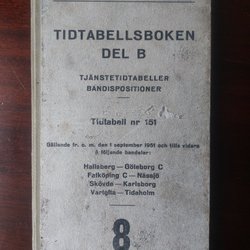 TIDTABELLSBOKEN
DEL B
TJÄNSTETIDTABELLER
BANDISPOSITIONER
Tidtabell nr 151
Gällande fr. o. m. den 1 september 1951 och tills vidare
å följande bandelar:
Hallsberg—Göteborg C
Falköping C—Nässjö
Skövde—Karlsborg
Vartofta—Tidaholm
8